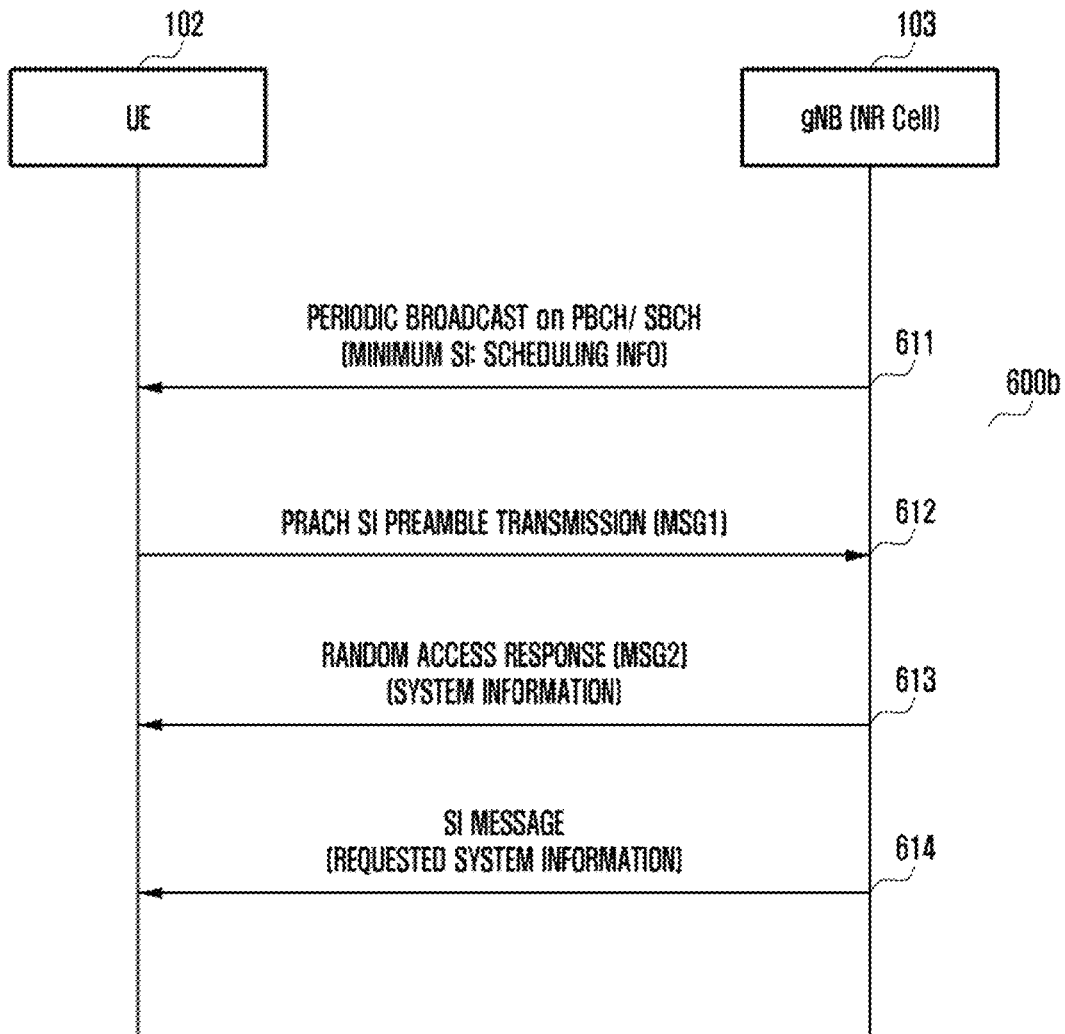 102
103
UE
gNB (NR Cell)
PERIODIC BROADCAST on PBCH/ SBCH
(MINIMUM SI: SCHEDULING INFO)
611
600b
PRACH SI PREAMBLE TRANSMISSION (MSG1)
612
RANDOM ACCESS RESPONSE (MSG2)
(SYSTEM INFORMATION)
613
SI MESSAGE
(REQUESTED SYSTEM INFORMATION)
614